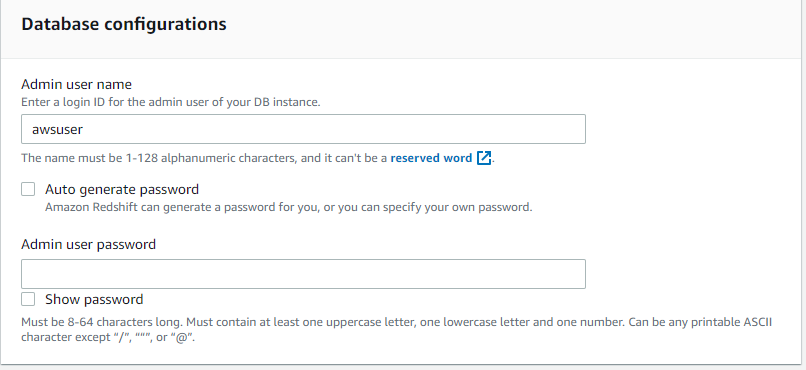 Database configurations
Admin user name
Enter a login ID for the admin user of your DB instance.
awsuser
The name must be 1-128 alphanumeric characters, and it can't be a reserved word.
Auto generate password
Amazon Redshift can generate a password for you, or you can specify your own password.
Admin user password
Show password
Must be 8-64 characters long. Must contain at least one uppercase letter, one lowercase letter and one number. Can be any printable ASCII
character except “/”, “"”, or “@”.